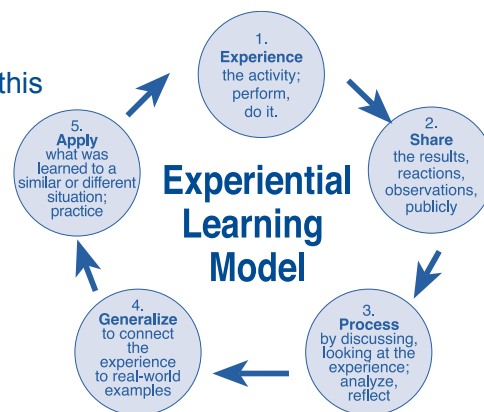 this
1.
Experience
the activity;
perform,
do it.
2.
Share
the results,
reactions,
observations,
publicly
3.
Process
by discussing,
looking at the
experience;
analyze,
reflect
4.
Generalize
to connect
the
experience
to real-world
examples
5.
Apply
what was
learned to a
similar or different
situation;
practice
Experiential
Learning
Model